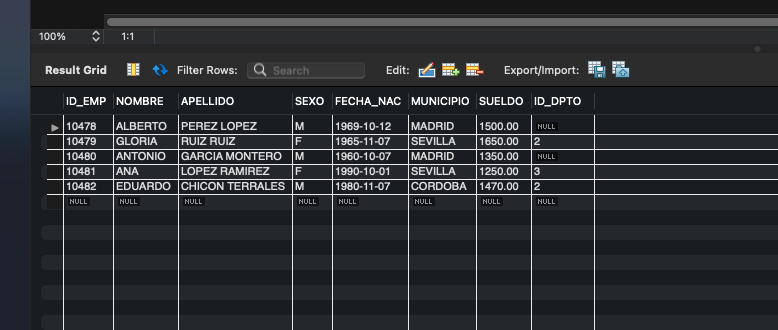 100% 1:1
Result Grid Filter Rows: Search Edit: Export/Import:
ID_EMP NOMBRE APELLIDO SEXO FECHA_NAC MUNICIPIO SUELDO ID_DPTO
10478 ALBERTO PEREZ LOPEZ M 1969-10-12 MADRID 1500.00 NULL
10479 GLORIA RUIZ RUIZ F 1965-11-07 SEVILLA 1650.00 2
10480 ANTONIO GARCIA MONTERO M 1960-10-07 MADRID 1350.00 NULL
10481 ANA LOPEZ RAMIREZ F 1990-10-01 SEVILLA 1250.00 3
10482 EDUARDO CHICON TERRALES M 1980-11-07 CORDOBA 1470.00 2
NULL NULL NULL NULL NULL NULL NULL NULL